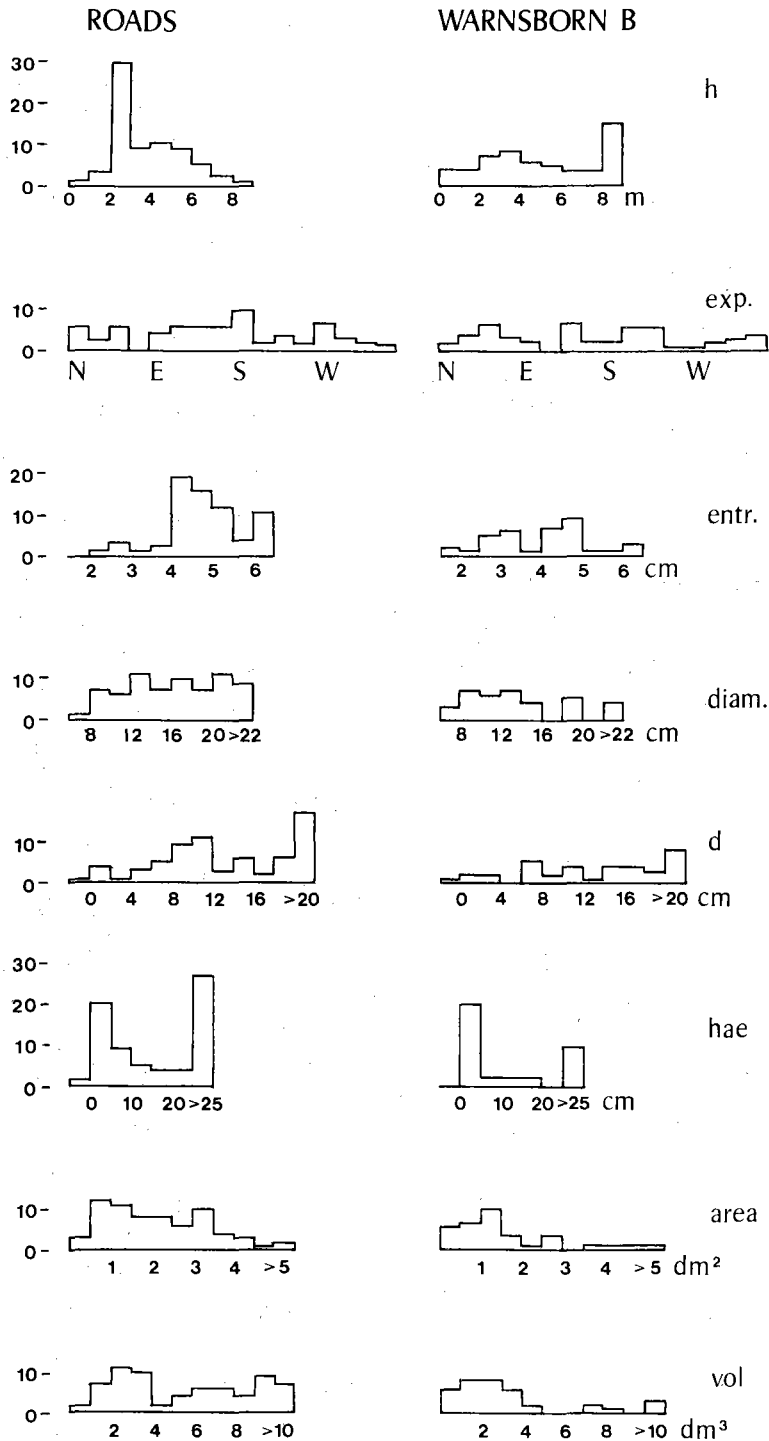 ROADS WARNSBORN B
30
20
10
0
0 2 4 6 8
0 2 4 6 8 m
h
10
0
N E S W
N E S W
exp.
20
10
0
2 3 4 5 6
2 3 4 5 6 cm
entr.
10
0
8 12 16 20 >22
8 12 16 20 >22 cm
diam.
10
0
0 4 8 12 16 >20
0 4 8 12 16 >20 cm
d
30
20
10
0
0 10 20 >25
0 10 20 >25 cm
hae
10
0
1 2 3 4 >5
1 2 3 4 >5 dm²
area
10
0
2 4 6 8 >10
2 4 6 8 >10 dm³
vol